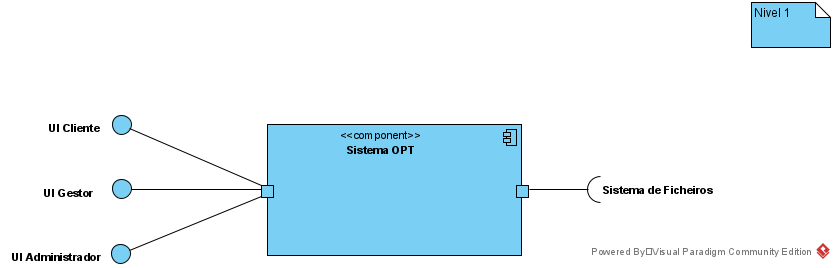 Nivel 1
UI Cliente
<<component>>
Sistema OPT
UI Gestor
Sistema de Ficheiros
UI Administrador
Powered By□Visual Paradigm Community Edition